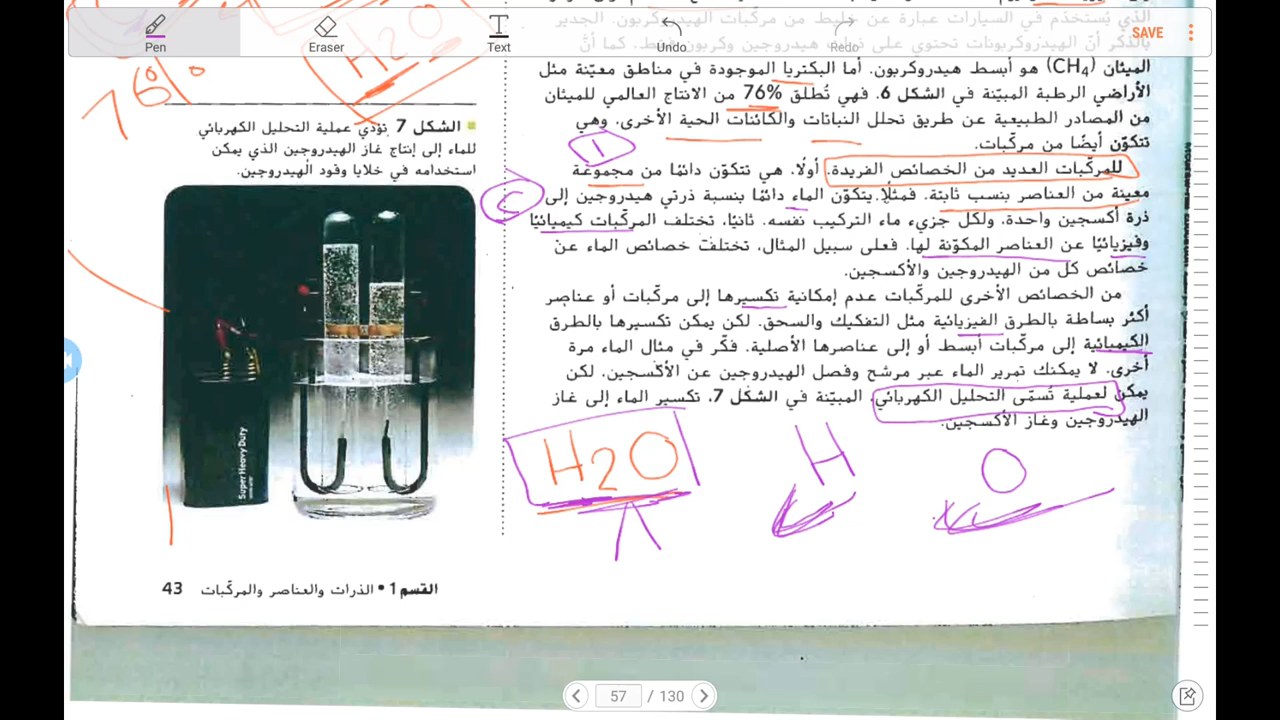 Pen
Eraser
Text
Undo
Redo
SAVE
H2O
76%
الذي يُستخدم في السيارات عبارة عن خليط من مركّبات الهيدروكربون. الجدير
بالذكر أنّ الهيدروكربونات تحتوي على هيدروجين وكربون فقط. كما أنّ
الميثان (CH4) هو أبسط هيدروكربون. أما البكتريا الموجودة في مناطق معيّنة مثل
الأراضي الرطبة المبيّنة في الشكل 6. فهي تُطلق 76% من الانتاج العالمي للميثان
من المصادر الطبيعية عن طريق تحلل النباتات والكائنات الحية الأخرى. وهي
تتكوّن أيضًا من مركّبات.
للمركّبات العديد من الخصائص الفريدة. أولًا، هي تتكوّن دائمًا من مجموعة
معينة من العناصر بنسب ثابتة. فمثلًا، يتكوّن الماء دائمًا بنسبة ذرتي هيدروجين إلى
ذرة أكسجين واحدة، ولكل جزيء ماء التركيب نفسه. ثانيًا، تختلف المركّبات كيميائيًا
وفيزيائيًا عن العناصر المكوّنة لها. فعلى سبيل المثال، تختلف خصائص الماء عن
خصائص كل من الهيدروجين والأكسجين.
من الخصائص الأخرى للمركّبات عدم إمكانية تكسيرها إلى مركّبات أو عناصر
أكثر بساطة بالطرق الفيزيائية مثل التفكيك والسحق. لكن يمكن تكسيرها بالطرق
الكيميائية إلى مركّبات أبسط أو إلى عناصرها الأصلية. فكّر في مثال الماء مرة
أخرى. لا يمكنك تمرير الماء عبر مرشح وفصل الهيدروجين عن الأكسجين. لكن
يمكن لعملية تُسمّى التحليل الكهربائي، المبيّنة في الشكل 7، تكسير الماء إلى غاز
الهيدروجين وغاز الأكسجين.
1
الشكل 7 تؤدي عملية التحليل الكهربائي
للماء إلى إنتاج غاز الهيدروجين الذي يمكن
استخدامه في خلايا وقود الهيدروجين.
Super Heavy Duty
H2O
H
O
القسم 1 • الذرات والعناصر والمركّبات 43
57 / 130